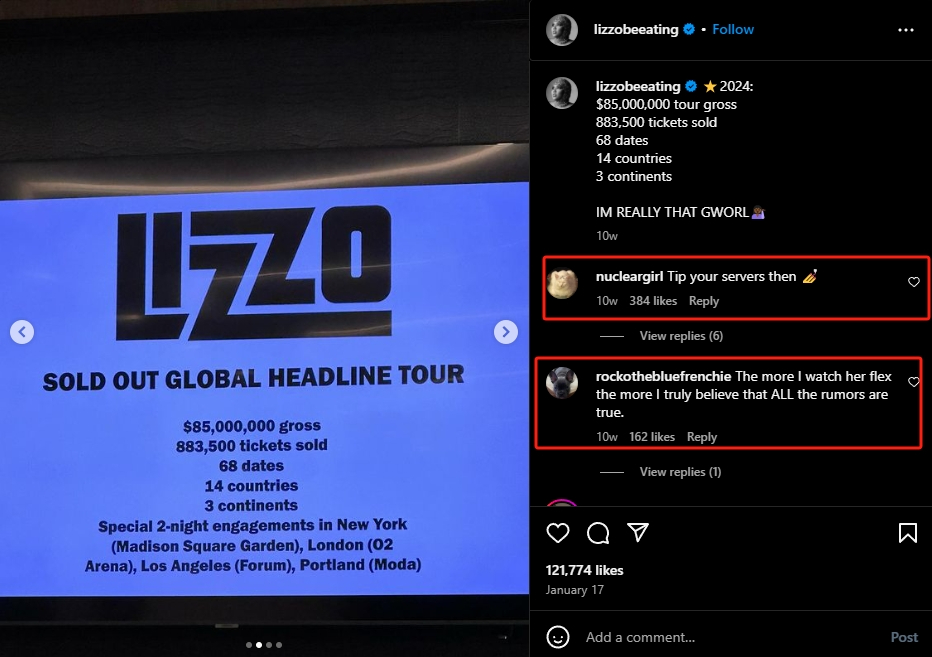 LIZZO
SOLD OUT GLOBAL HEADLINE TOUR
$85,000,000 gross
883,500 tickets sold
68 dates
14 countries
3 continents
Special 2-night engagements in New York
(Madison Square Garden), London (O2
Arena), Los Angeles (Forum), Portland (Moda)
lizzobeeating • Follow
lizzobeeating ⭐ 2024:
$85,000,000 tour gross
883,500 tickets sold
68 dates
14 countries
3 continents
IM REALLY THAT GWORL💁🏿‍♀️
10w
nucleargirl Tip your servers then 💅
10w 384 likes Reply
View replies (6)
rockothebluefrenchie The more I watch her flex
the more I truly believe that ALL the rumors are
true.
10w 162 likes Reply
View replies (1)
121,774 likes
January 17
Add a comment... Post